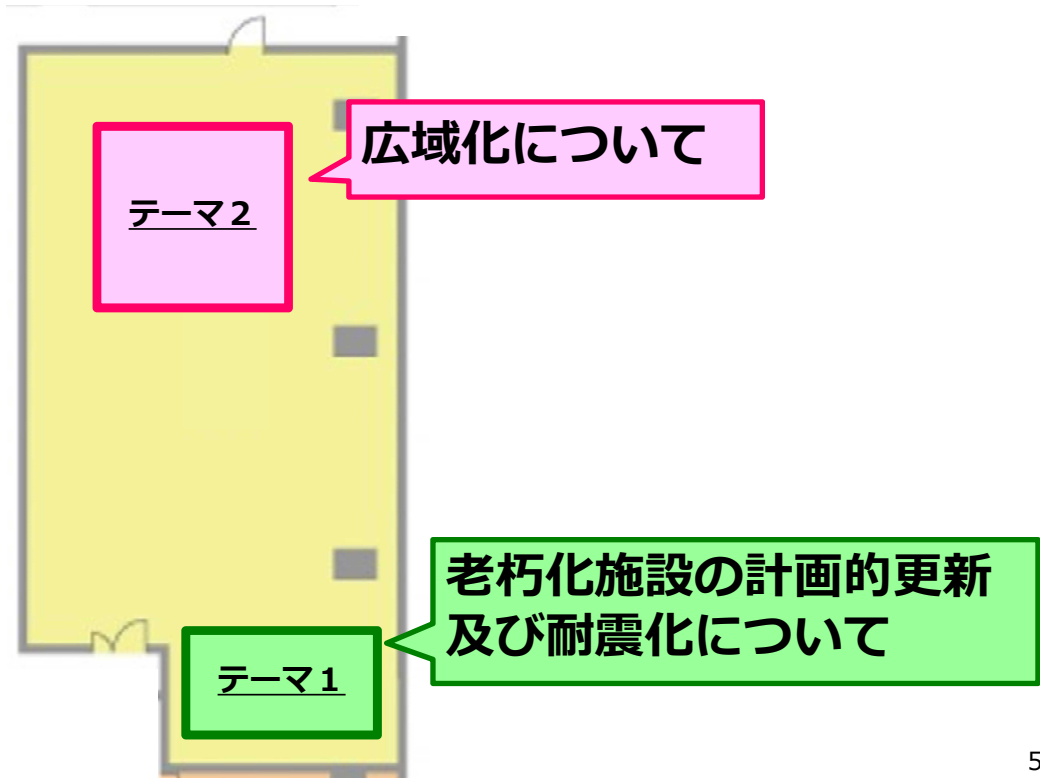 広域化について
テーマ２
老朽化施設の計画的更新
及び耐震化について
テーマ１
5